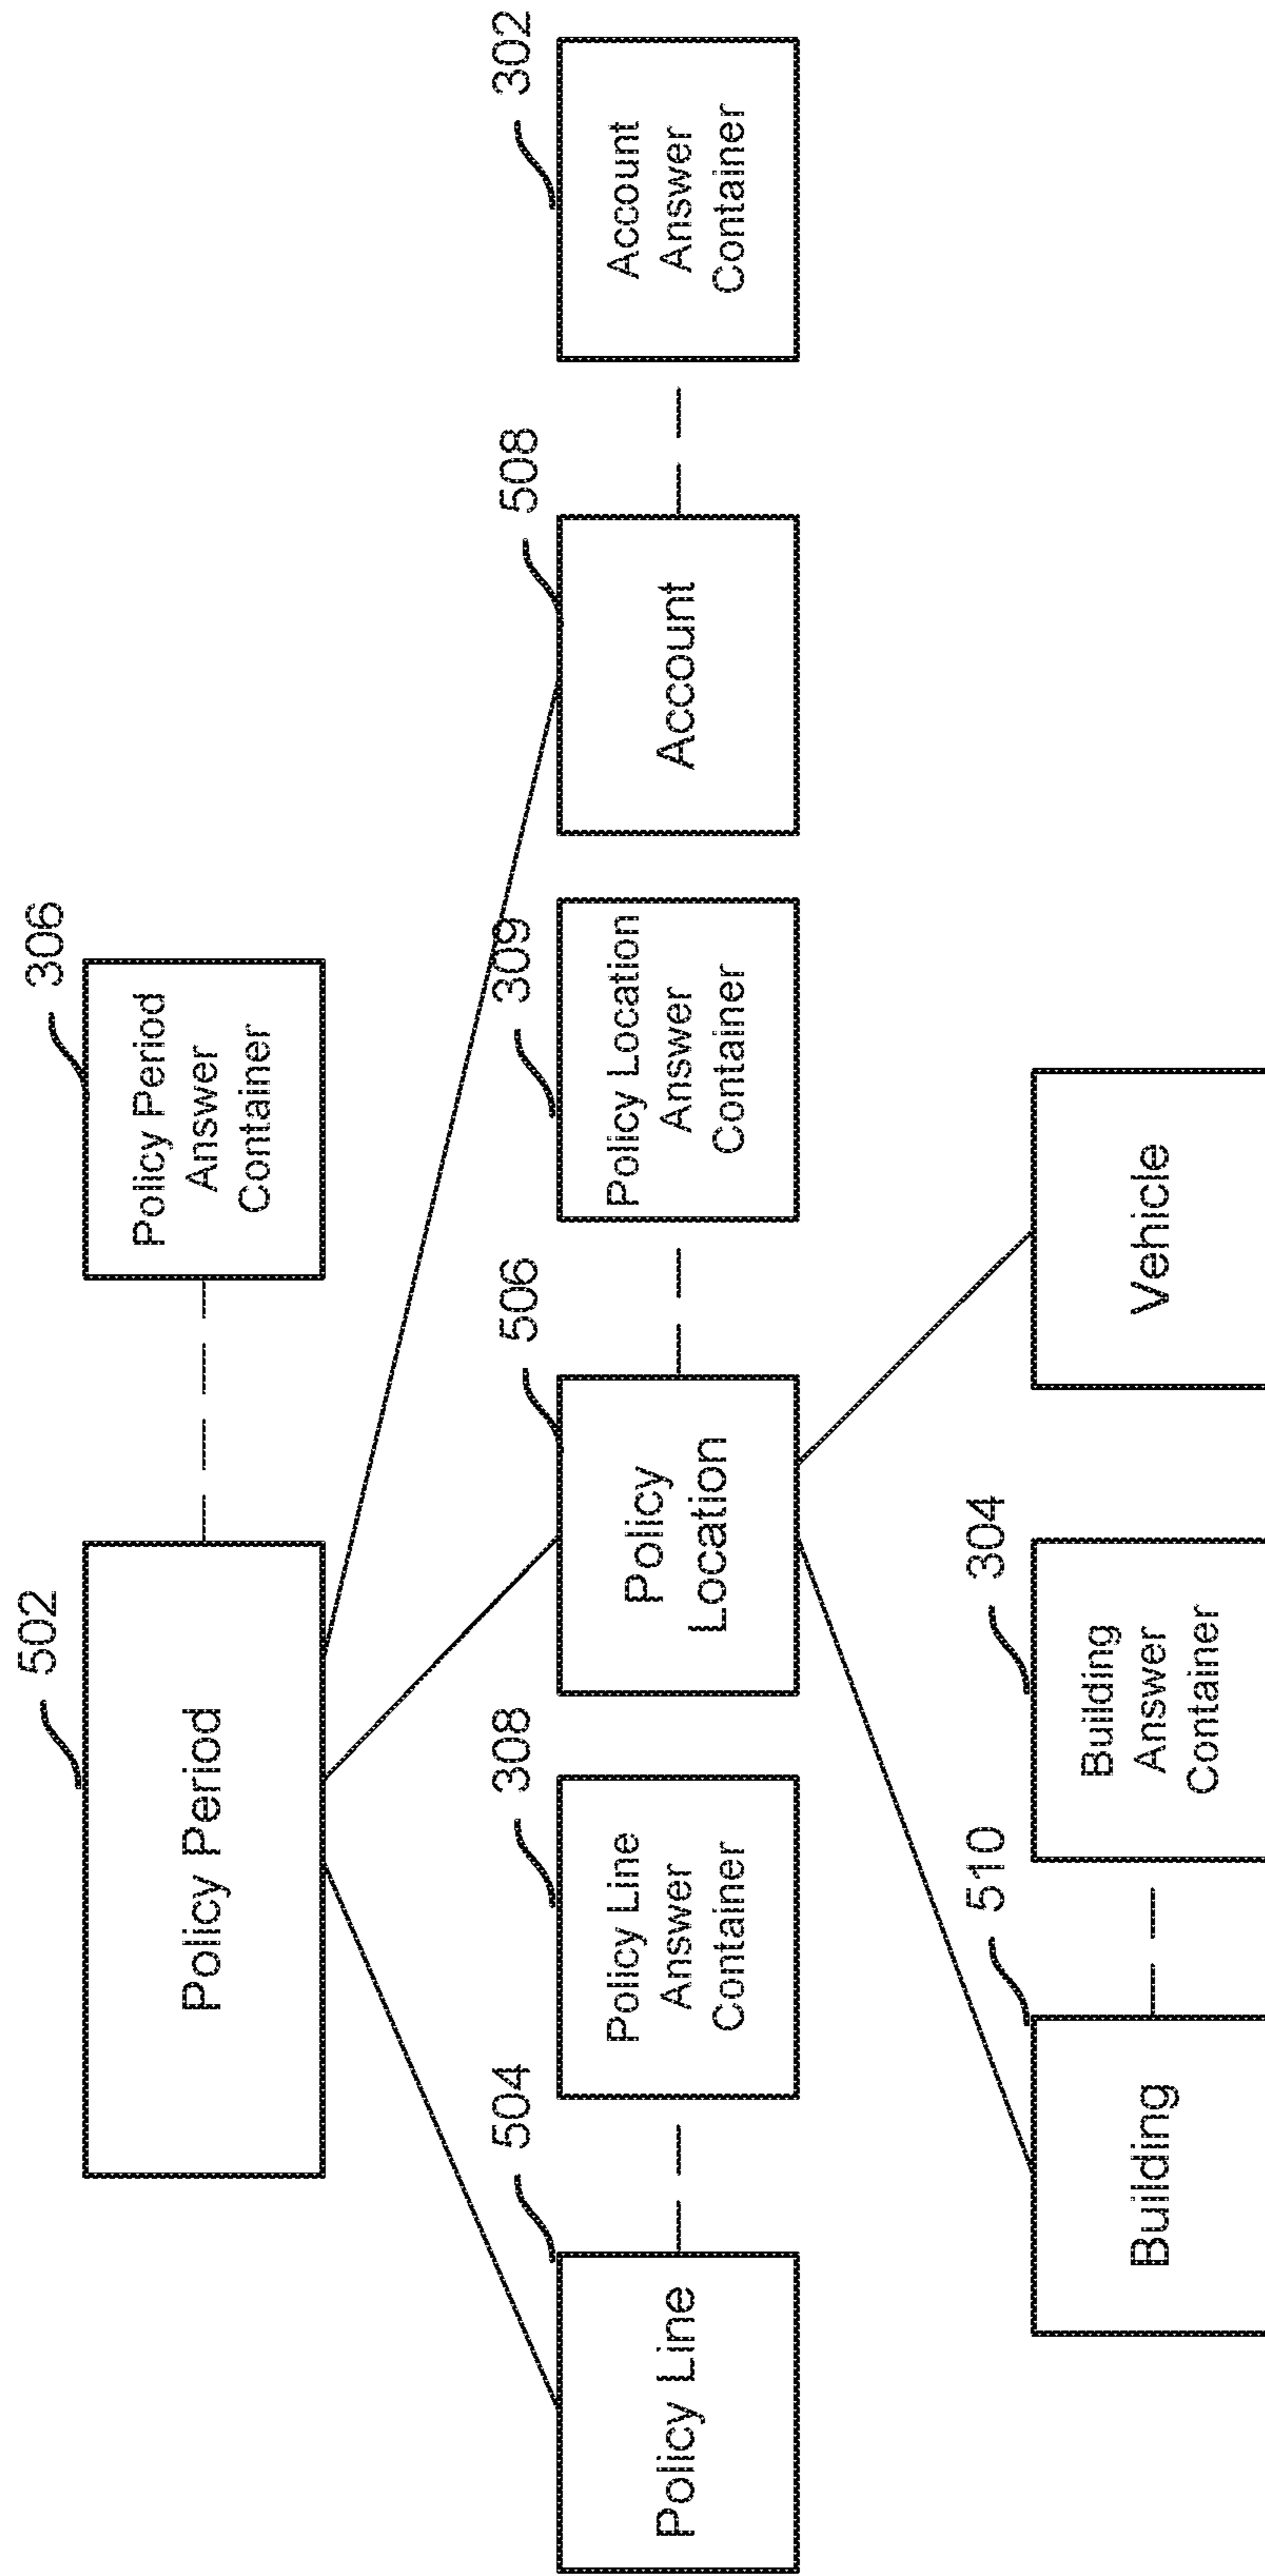 502
Policy Period
306
Policy Period
Answer
Container
504
Policy Line
308
Policy Line
Answer
Container
506
Policy
Location
309
Policy Location
Answer
Container
508
Account
302
Account
Answer
Container
510
Building
304
Building
Answer
Container
Vehicle